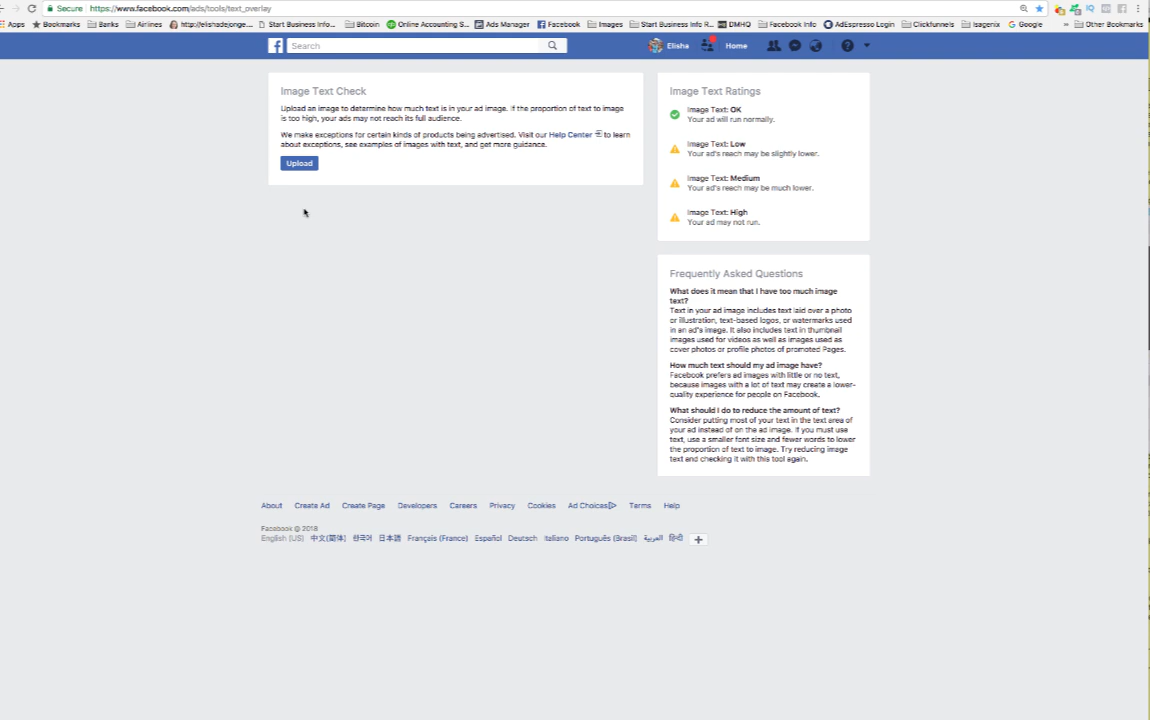 Secure https://www.facebook.com/ads/tools/text_overlay
Apps Bookmarks Banks Airlines http://elishadejonge... Start Business Info... Bitcoin Online Accounting S... Ads Manager Facebook Images Start Business Info R... DMHQ Facebook Info AdEspresso Login Clickfunnels Isagenix Google » Other Bookmarks
Search
Elisha Home
Image Text Check
Upload an image to determine how much text is in your ad image. If the proportion of text to image
is too high, your ads may not reach its full audience.
We make exceptions for certain kinds of products being advertised. Visit our Help Center to learn
about exceptions, see examples of images with text, and get more guidance.
Upload
Image Text Ratings
Image Text: OK
Your ad will run normally.
Image Text: Low
Your ad's reach may be slightly lower.
Image Text: Medium
Your ad's reach may be much lower.
Image Text: High
Your ad may not run.
Frequently Asked Questions
What does it mean that I have too much image
text?
Text in your ad image includes text laid over a photo
or illustration, text-based logos, or watermarks used
in an ad's image. It also includes text in thumbnail
images used for videos as well as images used as
cover photos or profile photos of promoted Pages.
How much text should my ad image have?
Facebook prefers ad images with little or no text,
because images with a lot of text may create a lower-
quality experience for people on Facebook.
What should I do to reduce the amount of text?
Consider putting most of your text in the text area of
your ad instead of on the ad image. If you must use
text, use a smaller font size and fewer words to lower
the proportion of text to image. Try reducing image
text and checking it with this tool again.
About Create Ad Create Page Developers Careers Privacy Cookies Ad Choices Terms Help
Facebook © 2018
English (US) 中文(简体) 한국어 日本語 Français (France) Español Deutsch Italiano Português (Brasil) العربية हिन्दी +